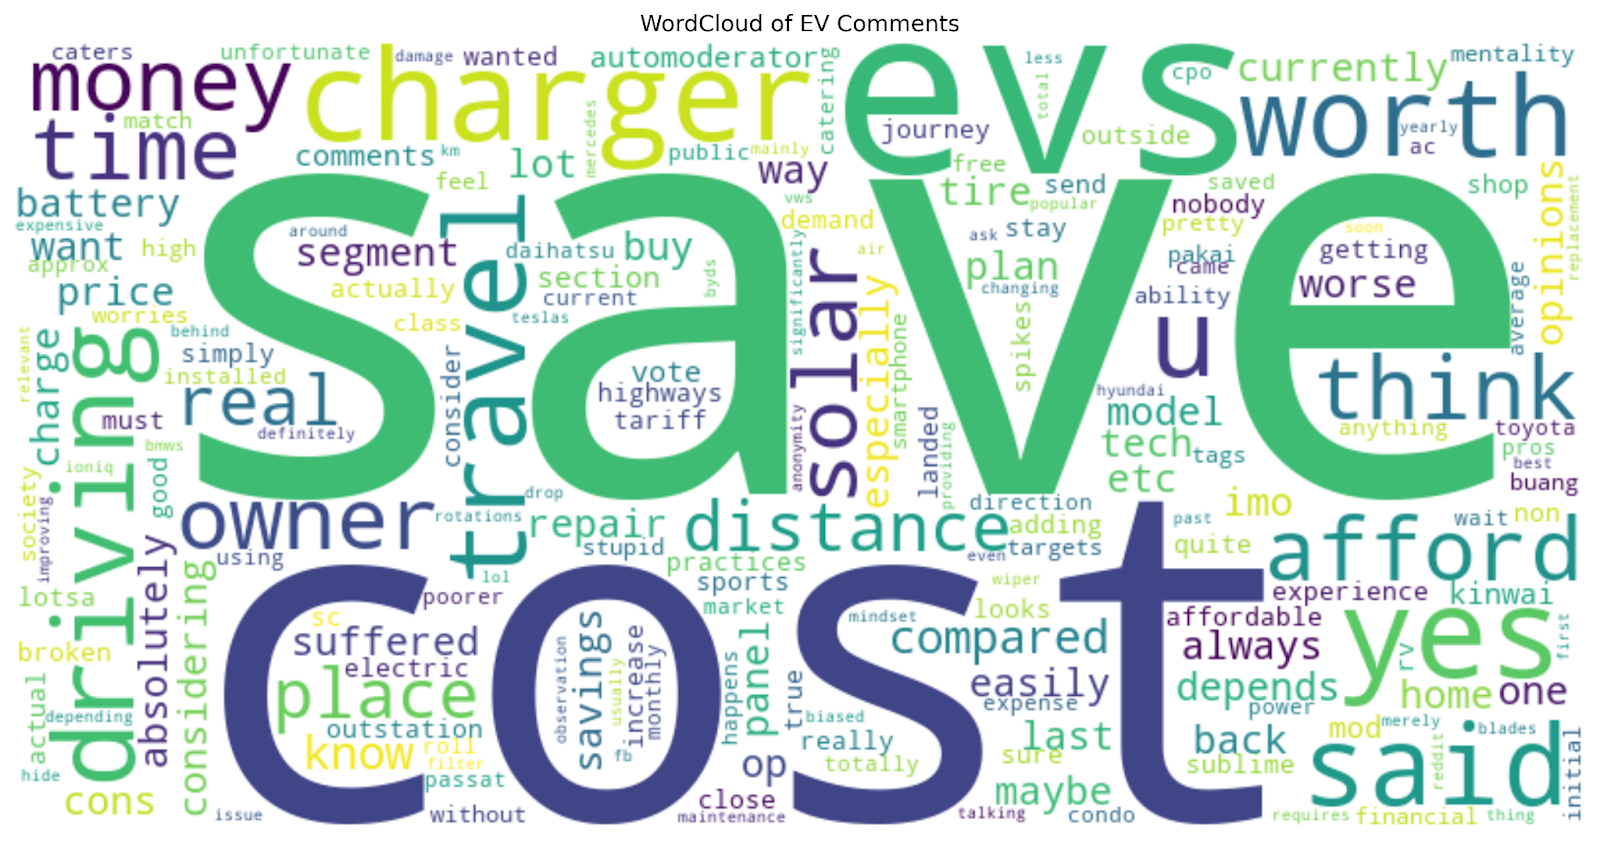 WordCloud of EV Comments
caters
unfortunate
damage
wanted
automoderator
less
cpo
currently
mentality
money
charger
evs
worth
match
time
comments
km
lot
mercedes
public
mainly
catering
journey
total
outside
yearly
ac
way
free
tire
send
popular
saved
shop
opinions
replacement
battery
expensive
feel
save
vws
demand
nobody
pretty
around
want
high
approx
segment
travel
daihatsu
buy
air
ask
stay
plan
changing
pakai
came
soon
getting
worse
price
actually
section
current
byds
significantly
solar
especially
ability
worries
behind
class
teslas
smartphone
spikes
u
average
driving
relevant
charge
simply
installed
real
consider
vote
highways
tariff
hyundai
model
think
must
definitely
anonymity
landed
tech
tags
anything
toyota
pros
bmws
ioniq
good
etc
best
buang
society
improving
owner
drop
rotations
repair
distance
providing
direction
adding
imo
past
wait
non
using
stupid
practices
even
targets
quite
afford
absolutely
considering
lol
sports
wiper
experience
kinwai
lotsa
poorer
cost
market
mindset
looks
affordable
sc
suffered
electric
observation
savings
usually
increase
monthly
happens
panel
compared
always
yes
first
broken
place
true
easily
expense
depends
power
rv
home
one
actual
depending
outstation
biased
really
last
back
mod
merely
blades
know
roll
filter
fb
op
totally
sure
sublime
reddit
said
initial
hide
passat
cons
close
maybe
issue
without
maintenance
talking
condo
requires
financial
thing